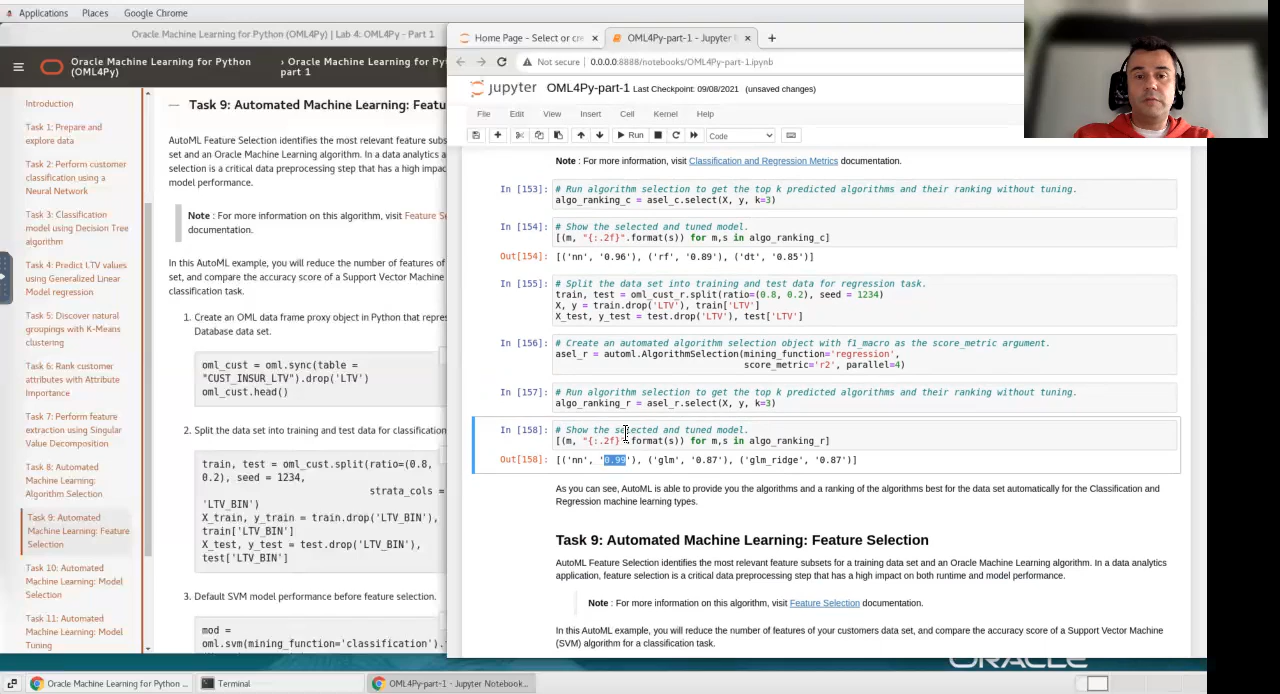 Applications Places Google Chrome
Oracle Machine Learning for Python (OML4Py) | Lab 4: OML4Py - Part 1
Oracle Machine Learning for Python
(OML4Py)
› Oracle Machine Learning for Py
part 1
Introduction
Task 1: Prepare and
explore data
Task 2: Perform customer
classification using a
Neural Network
Task 3: Classification
model using Decision Tree
algorithm
Task 4: Predict LTV values
using Generalized Linear
Model regression
Task 5: Discover natural
groupings with K-Means
clustering
Task 6: Rank customer
attributes with Attribute
Importance
Task 7: Perform feature
extraction using Singular
Value Decomposition
Task 8: Automated
Machine Learning:
Algorithm Selection
Task 9: Automated
Machine Learning: Feature
Selection
Task 10: Automated
Machine Learning: Model
Selection
Task 11: Automated
Machine Learning: Model
Tuning
— Task 9: Automated Machine Learning: Featu
AutoML Feature Selection identifies the most relevant feature subs
set and an Oracle Machine Learning algorithm. In a data analytics
selection is a critical data preprocessing step that has a high impact
model performance.
Note : For more information on this algorithm, visit Feature Se
documentation.
In this AutoML example, you will reduce the number of features of
set, and compare the accuracy score of a Support Vector Machine
classification task.
1. Create an OML data frame proxy object in Python that repres
Database data set.
oml_cust = oml.sync(table =
"CUST_INSUR_LTV").drop('LTV')
oml_cust.head()
2. Split the data set into training and test data for classification
train, test = oml_cust.split(ratio=(0.8,
0.2), seed = 1234,
strata_cols =
'LTV_BIN')
X_train, y_train = train.drop('LTV_BIN'),
train['LTV_BIN']
X_test, y_test = test.drop('LTV_BIN'),
test['LTV_BIN']
3. Default SVM model performance before feature selection.
mod =
oml.svm(mining_function='classification').
Home Page - Select or cre
OML4Py-part-1 - Jupyter N
Not secure | 0.0.0.0:8888/notebooks/OML4Py-part-1.ipynb
jupyter OML4Py-part-1 Last Checkpoint: 09/08/2021 (unsaved changes)
File Edit View Insert Cell Kernel Help
Run Code
Note : For more information, visit Classification and Regression Metrics documentation.
In [153]: # Run algorithm selection to get the top k predicted algorithms and their ranking without tuning.
algo_ranking_c = asel_c.select(X, y, k=3)
In [154]: # Show the selected and tuned model.
[(m, "{:.2f}".format(s)) for m,s in algo_ranking_c]
Out[154]: [('nn', '0.96'), ('rf', '0.89'), ('dt', '0.85')]
In [155]: # Split the data set into training and test data for regression task.
train, test = oml_cust_r.split(ratio=(0.8, 0.2), seed = 1234)
X, y = train.drop('LTV'), train['LTV']
X_test, y_test = test.drop('LTV'), test['LTV']
In [156]: # Create an automated algorithm selection object with f1_macro as the score_metric argument.
asel_r = automl.AlgorithmSelection(mining_function='regression',
score_metric='r2', parallel=4)
In [157]: # Run algorithm selection to get the top k predicted algorithms and their ranking without tuning.
algo_ranking_r = asel_r.select(X, y, k=3)
In [158]: # Show the selected and tuned model.
[(m, "{:.2f}".format(s)) for m,s in algo_ranking_r]
Out[158]: [('nn', '0.99'), ('glm', '0.87'), ('glm_ridge', '0.87')]
As you can see, AutoML is able to provide you the algorithms and a ranking of the algorithms best for the data set automatically for the Classification and
Regression machine learning types.
Task 9: Automated Machine Learning: Feature Selection
AutoML Feature Selection identifies the most relevant feature subsets for a training data set and an Oracle Machine Learning algorithm. In a data analytics
application, feature selection is a critical data preprocessing step that has a high impact on both runtime and model performance.
Note : For more information on this algorithm, visit Feature Selection documentation.
In this AutoML example, you will reduce the number of features of your customers data set, and compare the accuracy score of a Support Vector Machine
(SVM) algorithm for a classification task.
ORACLE
Oracle Machine Learning for Python ...
Terminal
OML4Py-part-1 - Jupyter Notebook...